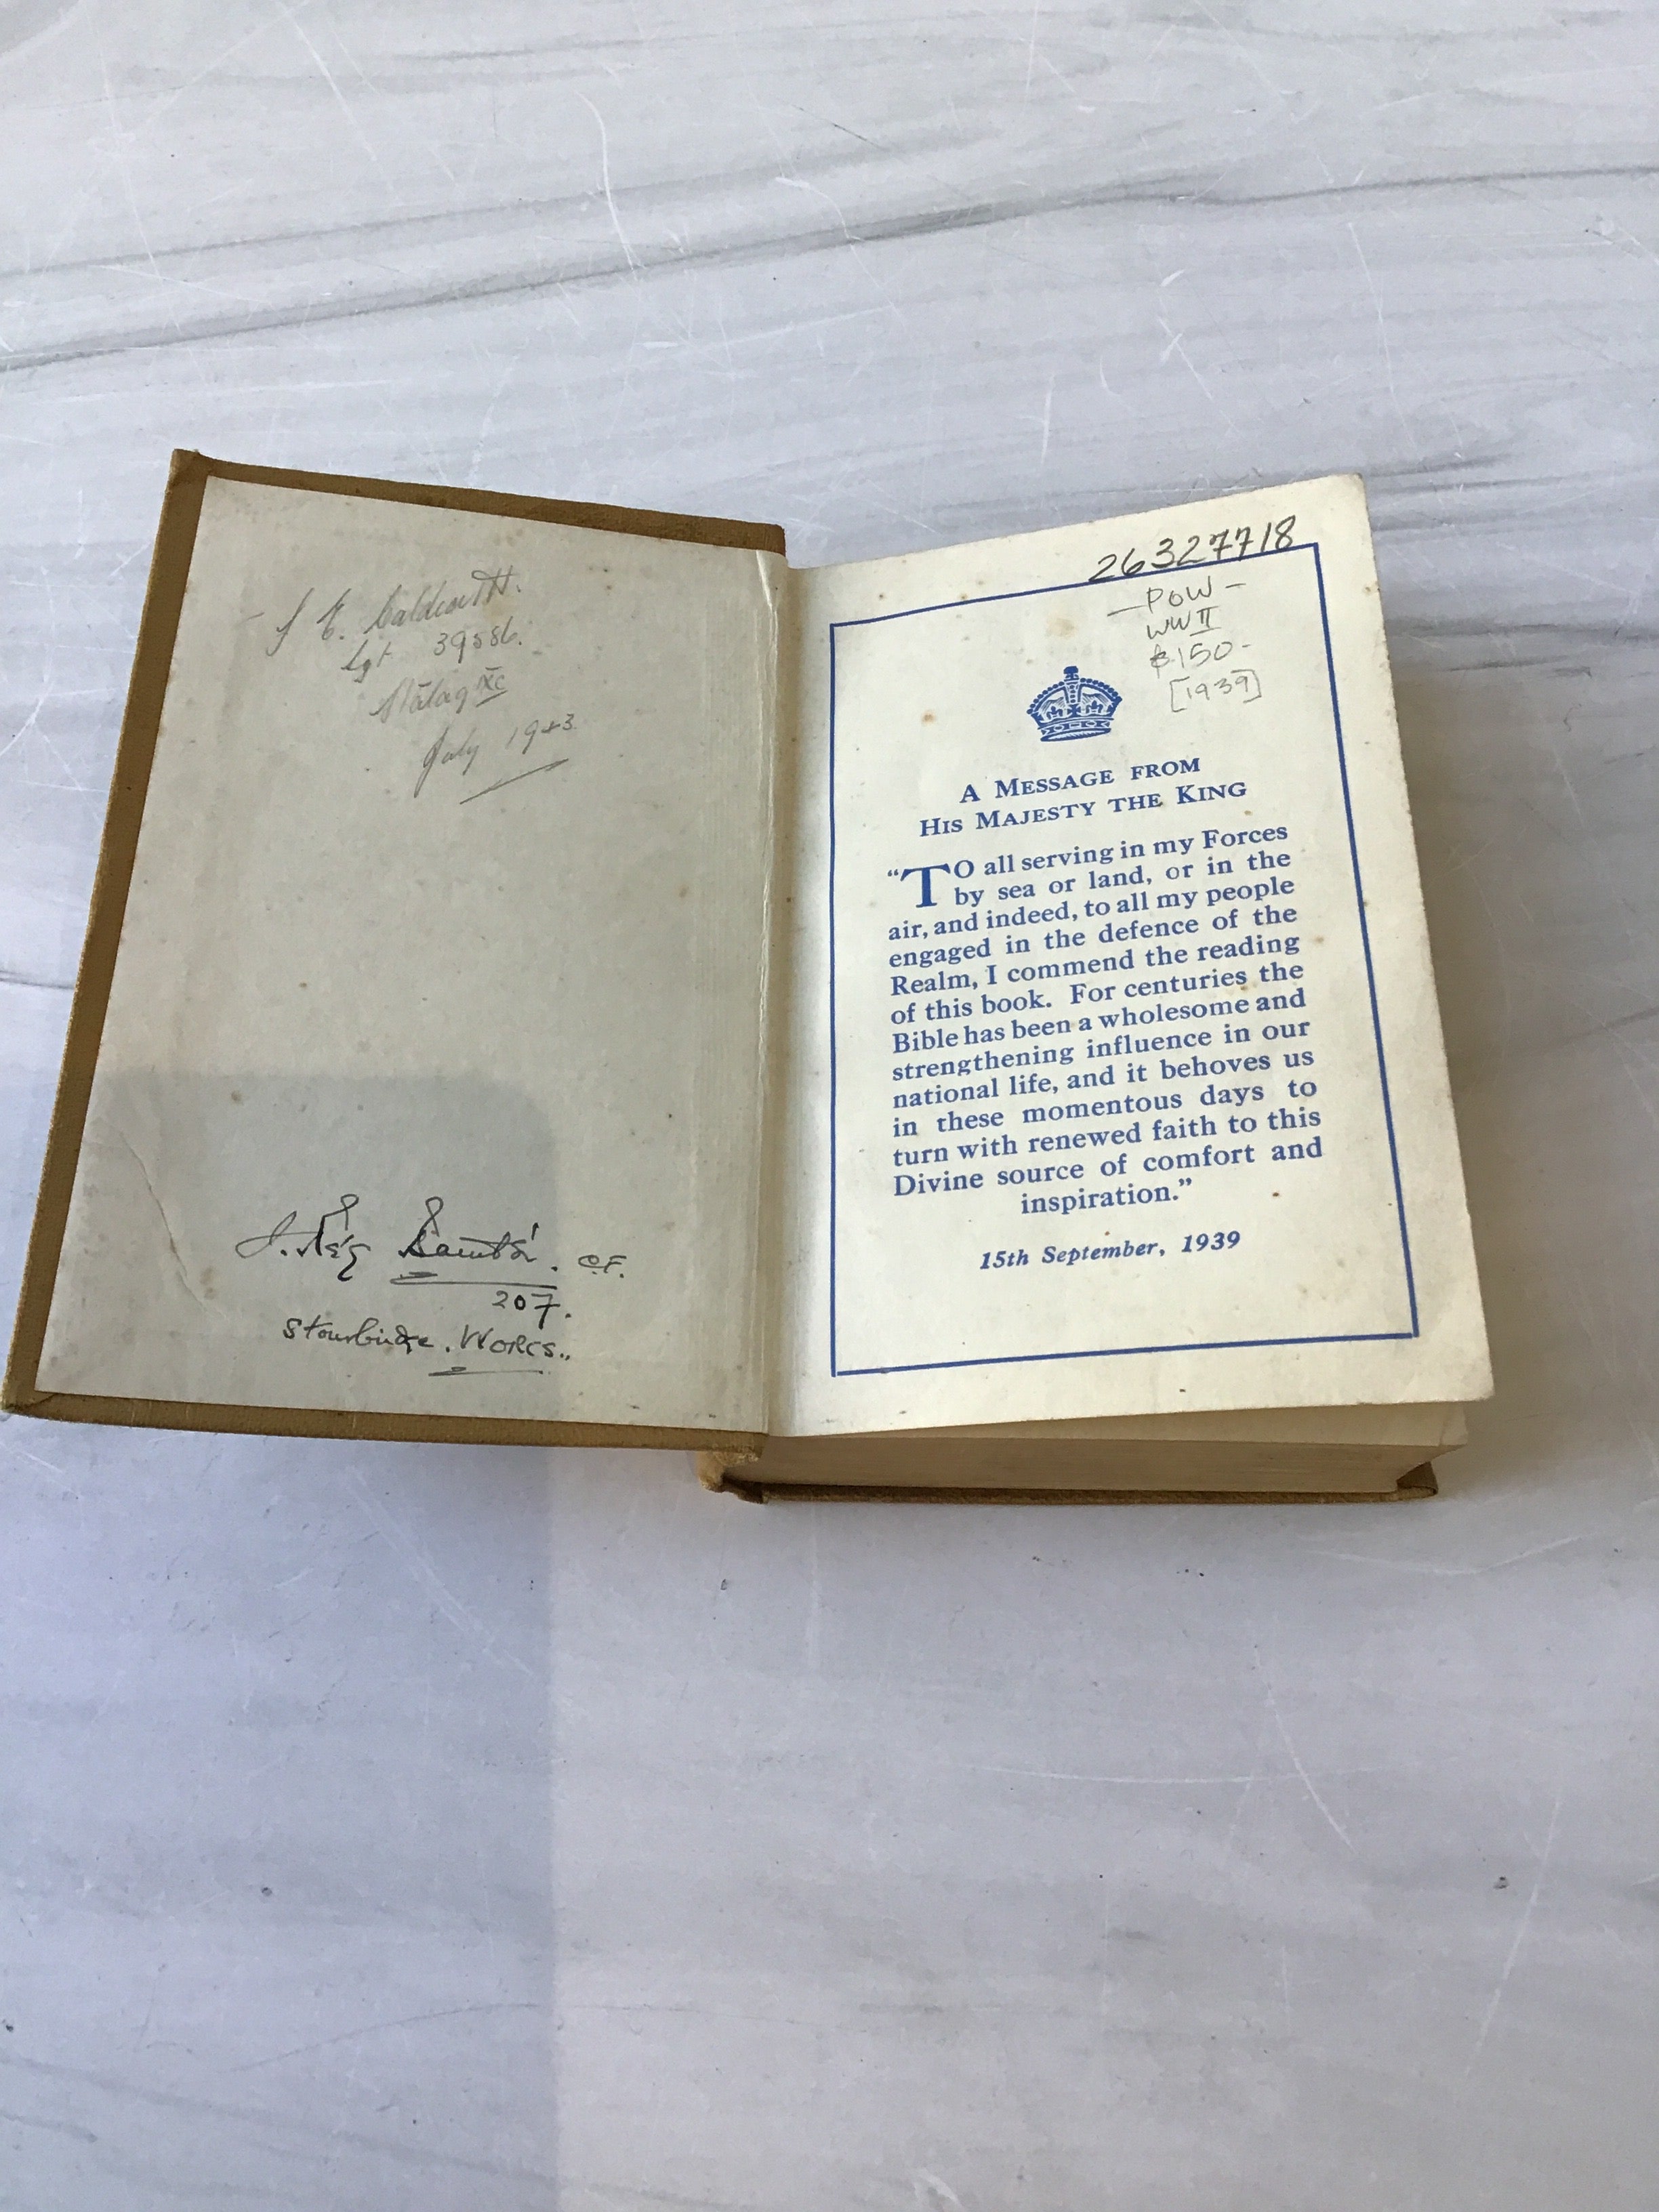 J E. Caldicott.
Sgt 39586.
Stalag IXC
July 1943
C.F.
207.
Stourbridge. WORCS..
26327718
— POW —
WW II
$150-
[1939]
A MESSAGE FROM
HIS MAJESTY THE KING
“TO all serving in my Forces
by sea or land, or in the
air, and indeed, to all my people
engaged in the defence of the
Realm, I commend the reading
of this book. For centuries the
Bible has been a wholesome and
strengthening influence in our
national life, and it behoves us
in these momentous days to
turn with renewed faith to this
Divine source of comfort and
inspiration.”
15th September, 1939